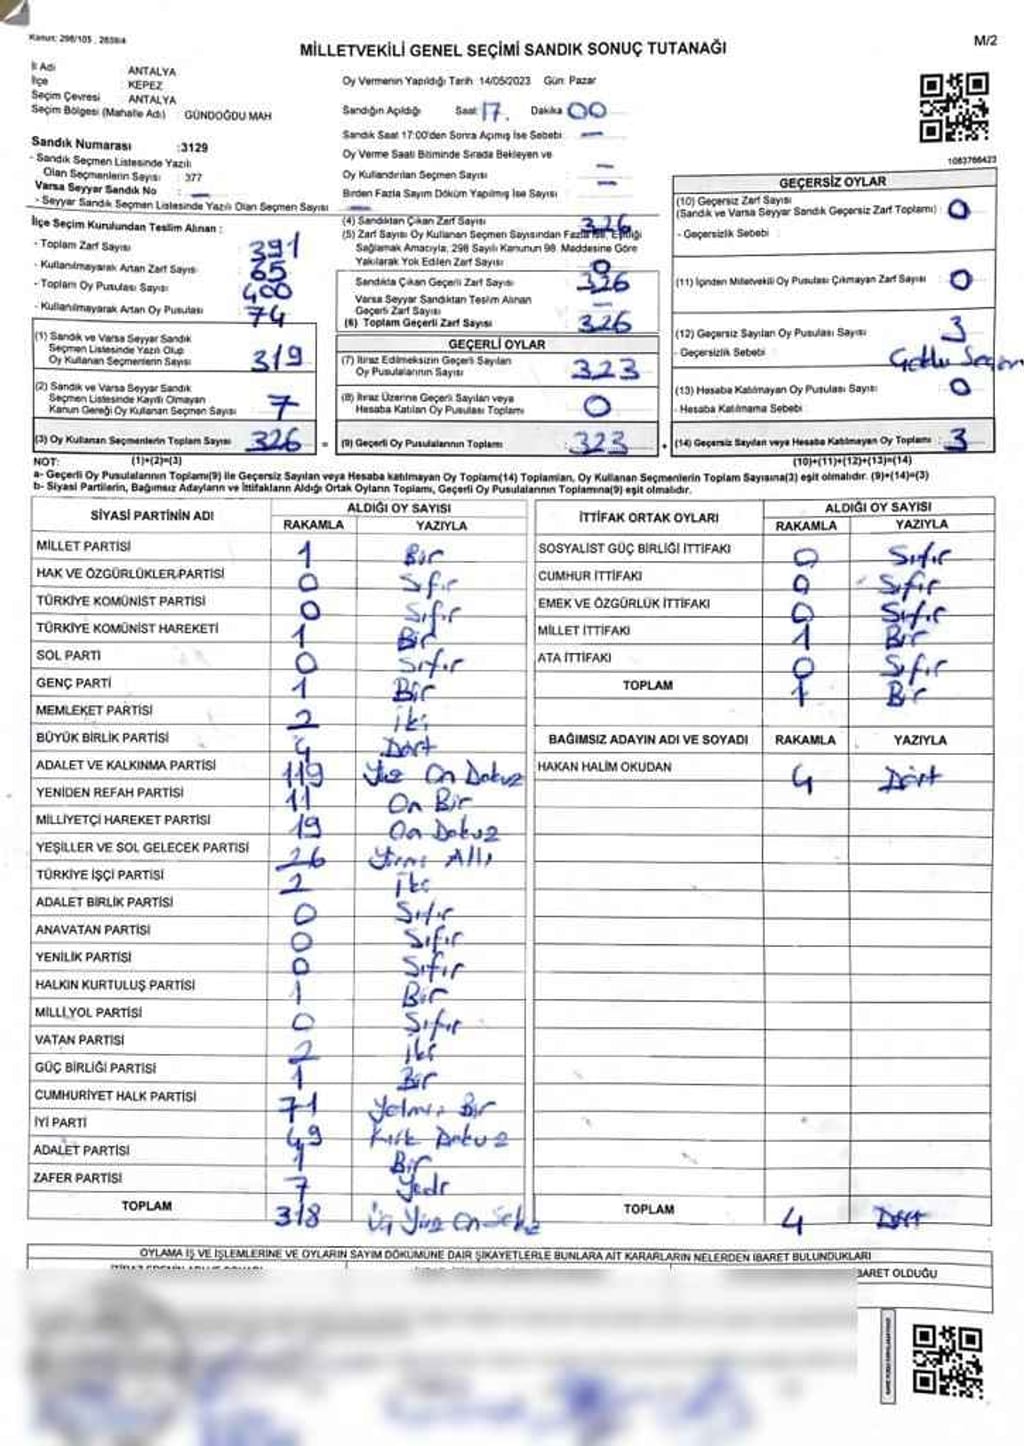 Kanun: 298/105, 2839/4
M/2
MİLLETVEKİLİ GENEL SEÇİMİ SANDIK SONUÇ TUTANAĞI
İl Adı : ANTALYA
İlçe : KEPEZ
Seçim Çevresi : ANTALYA
Seçim Bölgesi (Mahalle Adı) : GÜNDOĞDU MAH
Sandık Numarası :3129
- Sandık Seçmen Listesinde Yazılı
Olan Seçmenlerin Sayısı : 377
Varsa Seyyar Sandık No : —
- Seyyar Sandık Seçmen Listesinde Yazılı Olan Seçmen Sayısı : —
Oy Vermenin Yapıldığı Tarih 14/05/2023 Gün: Pazar
Sandığın Açıldığı Saat 17. Dakika 00
Sandık Saat 17:00'den Sonra Açılmış İse Sebebi : —
Oy Verme Saati Bitiminde Sırada Bekleyen ve
Oy Kullandırılan Seçmen Sayısı : —
Birden Fazla Sayım Döküm Yapılmış İse Sayısı : —
1083766423
İlçe Seçim Kurulundan Teslim Alınan :
- Toplam Zarf Sayısı : 391
- Kullanılmayarak Artan Zarf Sayısı : 65
- Toplam Oy Pusulası Sayısı : 400
- Kullanılmayarak Artan Oy Pusulası : 74
(1) Sandık ve Varsa Seyyar Sandık
Seçmen Listesinde Yazılı Olup
Oy Kullanan Seçmenlerin Sayısı : 319
(2) Sandık ve Varsa Seyyar Sandık
Seçmen Listesinde Kayıtlı Olmayan
Kanun Gereği Oy Kullanan Seçmen Sayısı : 7
(3) Oy Kullanan Seçmenlerin Toplam Sayısı : 326
(4) Sandıktan Çıkan Zarf Sayısı 326
(5) Zarf Sayısı Oy Kullanan Seçmen Sayısından Fazla İse, Eşitliği
Sağlamak Amacıyla, 298 Sayılı Kanunun 98. Maddesine Göre
Yakılarak Yok Edilen Zarf Sayısı : 0
Sandıkta Çıkan Geçerli Zarf Sayısı : 326
Varsa Seyyar Sandıktan Teslim Alınan
Geçerli Zarf Sayısı : —
(6) Toplam Geçerli Zarf Sayısı : 326
GEÇERLİ OYLAR
(7) İtiraz Edilmeksizin Geçerli Sayılan
Oy Pusulalarının Sayısı : 323
(8) İtiraz Üzerine Geçerli Sayılan veya
Hesaba Katılan Oy Pusulası Toplamı : 0
= (9) Geçerli Oy Pusulalarının Toplamı : 323
GEÇERSİZ OYLAR
(10) Geçersiz Zarf Sayısı
(Sandık ve Varsa Seyyar Sandık Geçersiz Zarf Toplamı) : 0
- Geçersizlik Sebebi :
(11) İçinden Milletvekili Oy Pusulası Çıkmayan Zarf Sayısı : 0
(12) Geçersiz Sayılan Oy Pusulası Sayısı : 3
- Geçersizlik Sebebi :
(13) Hesaba Katılmayan Oy Pusulası Sayısı : 0
- Hesaba Katılmama Sebebi :
+ (14) Geçersiz Sayılan veya Hesaba Katılmayan Oy Toplamı : 3
NOT: (1)+(2)=(3) (10)+(11)+(12)+(13)=(14)
a- Geçerli Oy Pusulalarının Toplamı(9) ile Geçersiz Sayılan veya Hesaba katılmayan Oy Toplamı(14) Toplamları, Oy Kullanan Seçmenlerin Toplam Sayısına(3) eşit olmalıdır. (9)+(14)=(3)
b- Siyasi Partilerin, Bağımsız Adayların ve İttifakların Aldığı Ortak Oyların Toplamı, Geçerli Oy Pusulalarının Toplamına(9) eşit olmalıdır.
SİYASİ PARTİNİN ADI ALDIĞI OY SAYISI
RAKAMLA YAZIYLA
MİLLET PARTİSİ 1 Bir
HAK VE ÖZGÜRLÜKLER PARTİSİ 0 Sıfır
TÜRKİYE KOMÜNİST PARTİSİ 0 Sıfır
TÜRKİYE KOMÜNİST HAREKETİ 1 Bir
SOL PARTİ 0 Sıfır
GENÇ PARTİ 1 Bir
MEMLEKET PARTİSİ 2 iki
BÜYÜK BİRLİK PARTİSİ 4 Dört
ADALET VE KALKINMA PARTİSİ 119 Yüz On Dokuz
YENİDEN REFAH PARTİSİ 11 On Bir
MİLLİYETÇİ HAREKET PARTİSİ 19 On Dokuz
YEŞİLLER VE SOL GELECEK PARTİSİ 26 Yirmi Altı
TÜRKİYE İŞÇİ PARTİSİ 2 iki
ADALET BİRLİK PARTİSİ 0 Sıfır
ANAVATAN PARTİSİ 0 Sıfır
YENİLİK PARTİSİ 0 Sıfır
HALKIN KURTULUŞ PARTİSİ 1 Bir
MİLLİ YOL PARTİSİ 0 Sıfır
VATAN PARTİSİ 2 iki
GÜÇ BİRLİĞİ PARTİSİ 1 Bir
CUMHURİYET HALK PARTİSİ 71 Yetmiş Bir
İYİ PARTİ 49 Kırk Dokuz
ADALET PARTİSİ 1 Bir
ZAFER PARTİSİ 7 Yedi
TOPLAM 318 Üç Yüz On Sekiz
İTTİFAK ORTAK OYLARI ALDIĞI OY SAYISI
RAKAMLA YAZIYLA
SOSYALİST GÜÇ BİRLİĞİ İTTİFAKI 0 Sıfır
CUMHUR İTTİFAKI 0 Sıfır
EMEK VE ÖZGÜRLÜK İTTİFAKI 0 Sıfır
MİLLET İTTİFAKI 1 Bir
ATA İTTİFAKI 0 Sıfır
TOPLAM 1 Bir
BAĞIMSIZ ADAYIN ADI VE SOYADI RAKAMLA YAZIYLA
HAKAN HALİM OKUDAN 4 Dört
TOPLAM 4 Dört
OYLAMA İŞ VE İŞLEMLERİNE VE OYLARIN SAYIM DÖKÜMÜNE DAİR ŞİKAYETLERLE BUNLARA AİT KARARLARIN NELERDEN İBARET BULUNDUKLARI
BARET OLDUĞU